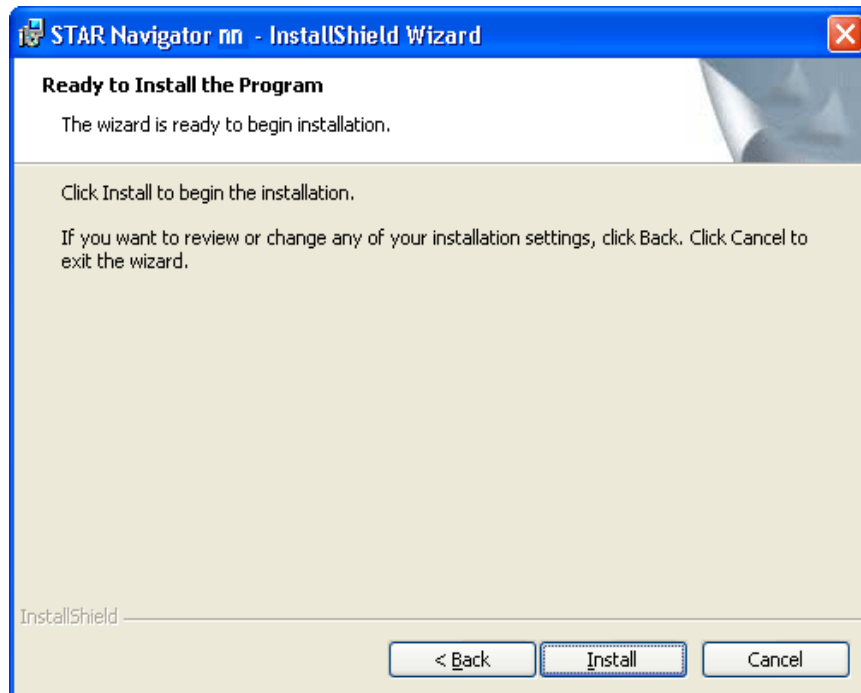 STAR Navigator nn - InstallShield Wizard
Ready to Install the Program
The wizard is ready to begin installation.
Click Install to begin the installation.
If you want to review or change any of your installation settings, click Back. Click Cancel to
exit the wizard.
InstallShield
< Back Install Cancel